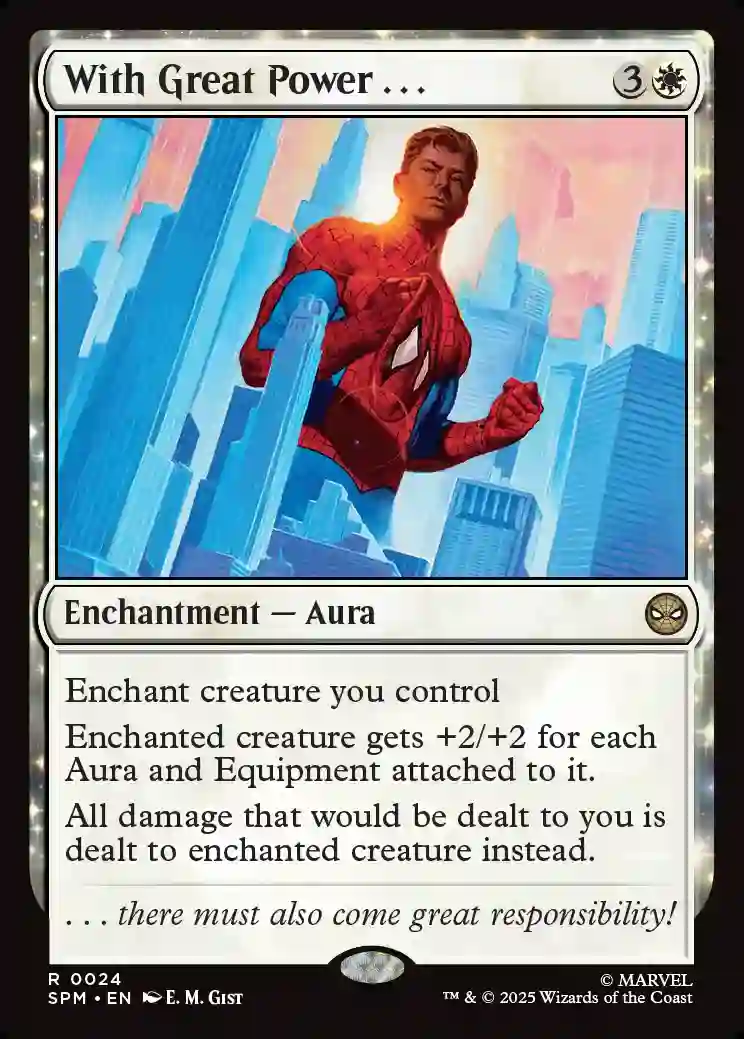 With Great Power . . . 3
Enchantment — Aura
Enchant creature you control
Enchanted creature gets +2/+2 for each
Aura and Equipment attached to it.
All damage that would be dealt to you is
dealt to enchanted creature instead.
. . . there must also come great responsibility!
R 0024
SPM • EN E. M. Gist
© MARVEL
™ & © 2025 Wizards of the Coast